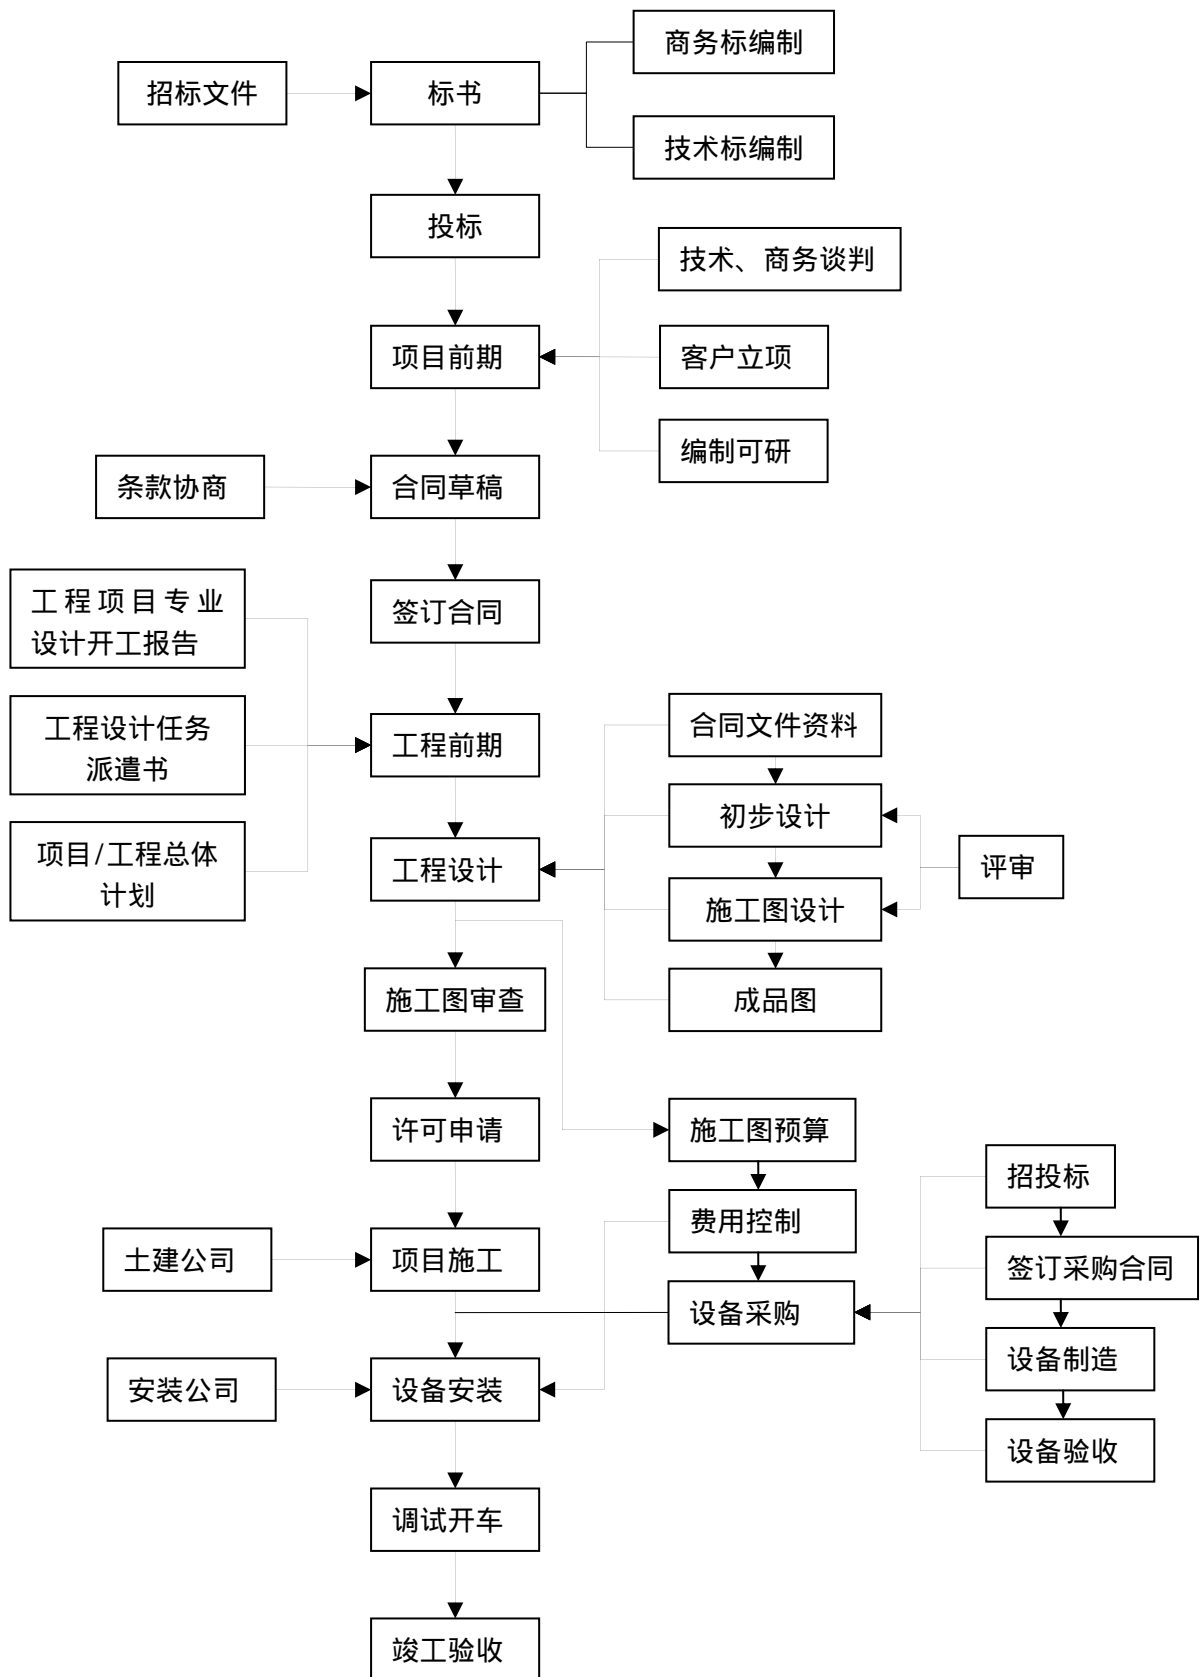 商务标编制
招标文件
标书
技术标编制
投标
技术、商务谈判
项目前期
客户立项
编制可研
条款协商
合同草稿
签订合同
工程项目专业
设计开工报告
工程设计任务
派遣书
工程前期
合同文件资料
初步设计
项目/工程总体
计划
工程设计
评审
施工图设计
施工图审查
成品图
许可申请
施工图预算
招投标
费用控制
土建公司
项目施工
签订采购合同
设备采购
设备制造
安装公司
设备安装
设备验收
调试开车
竣工验收